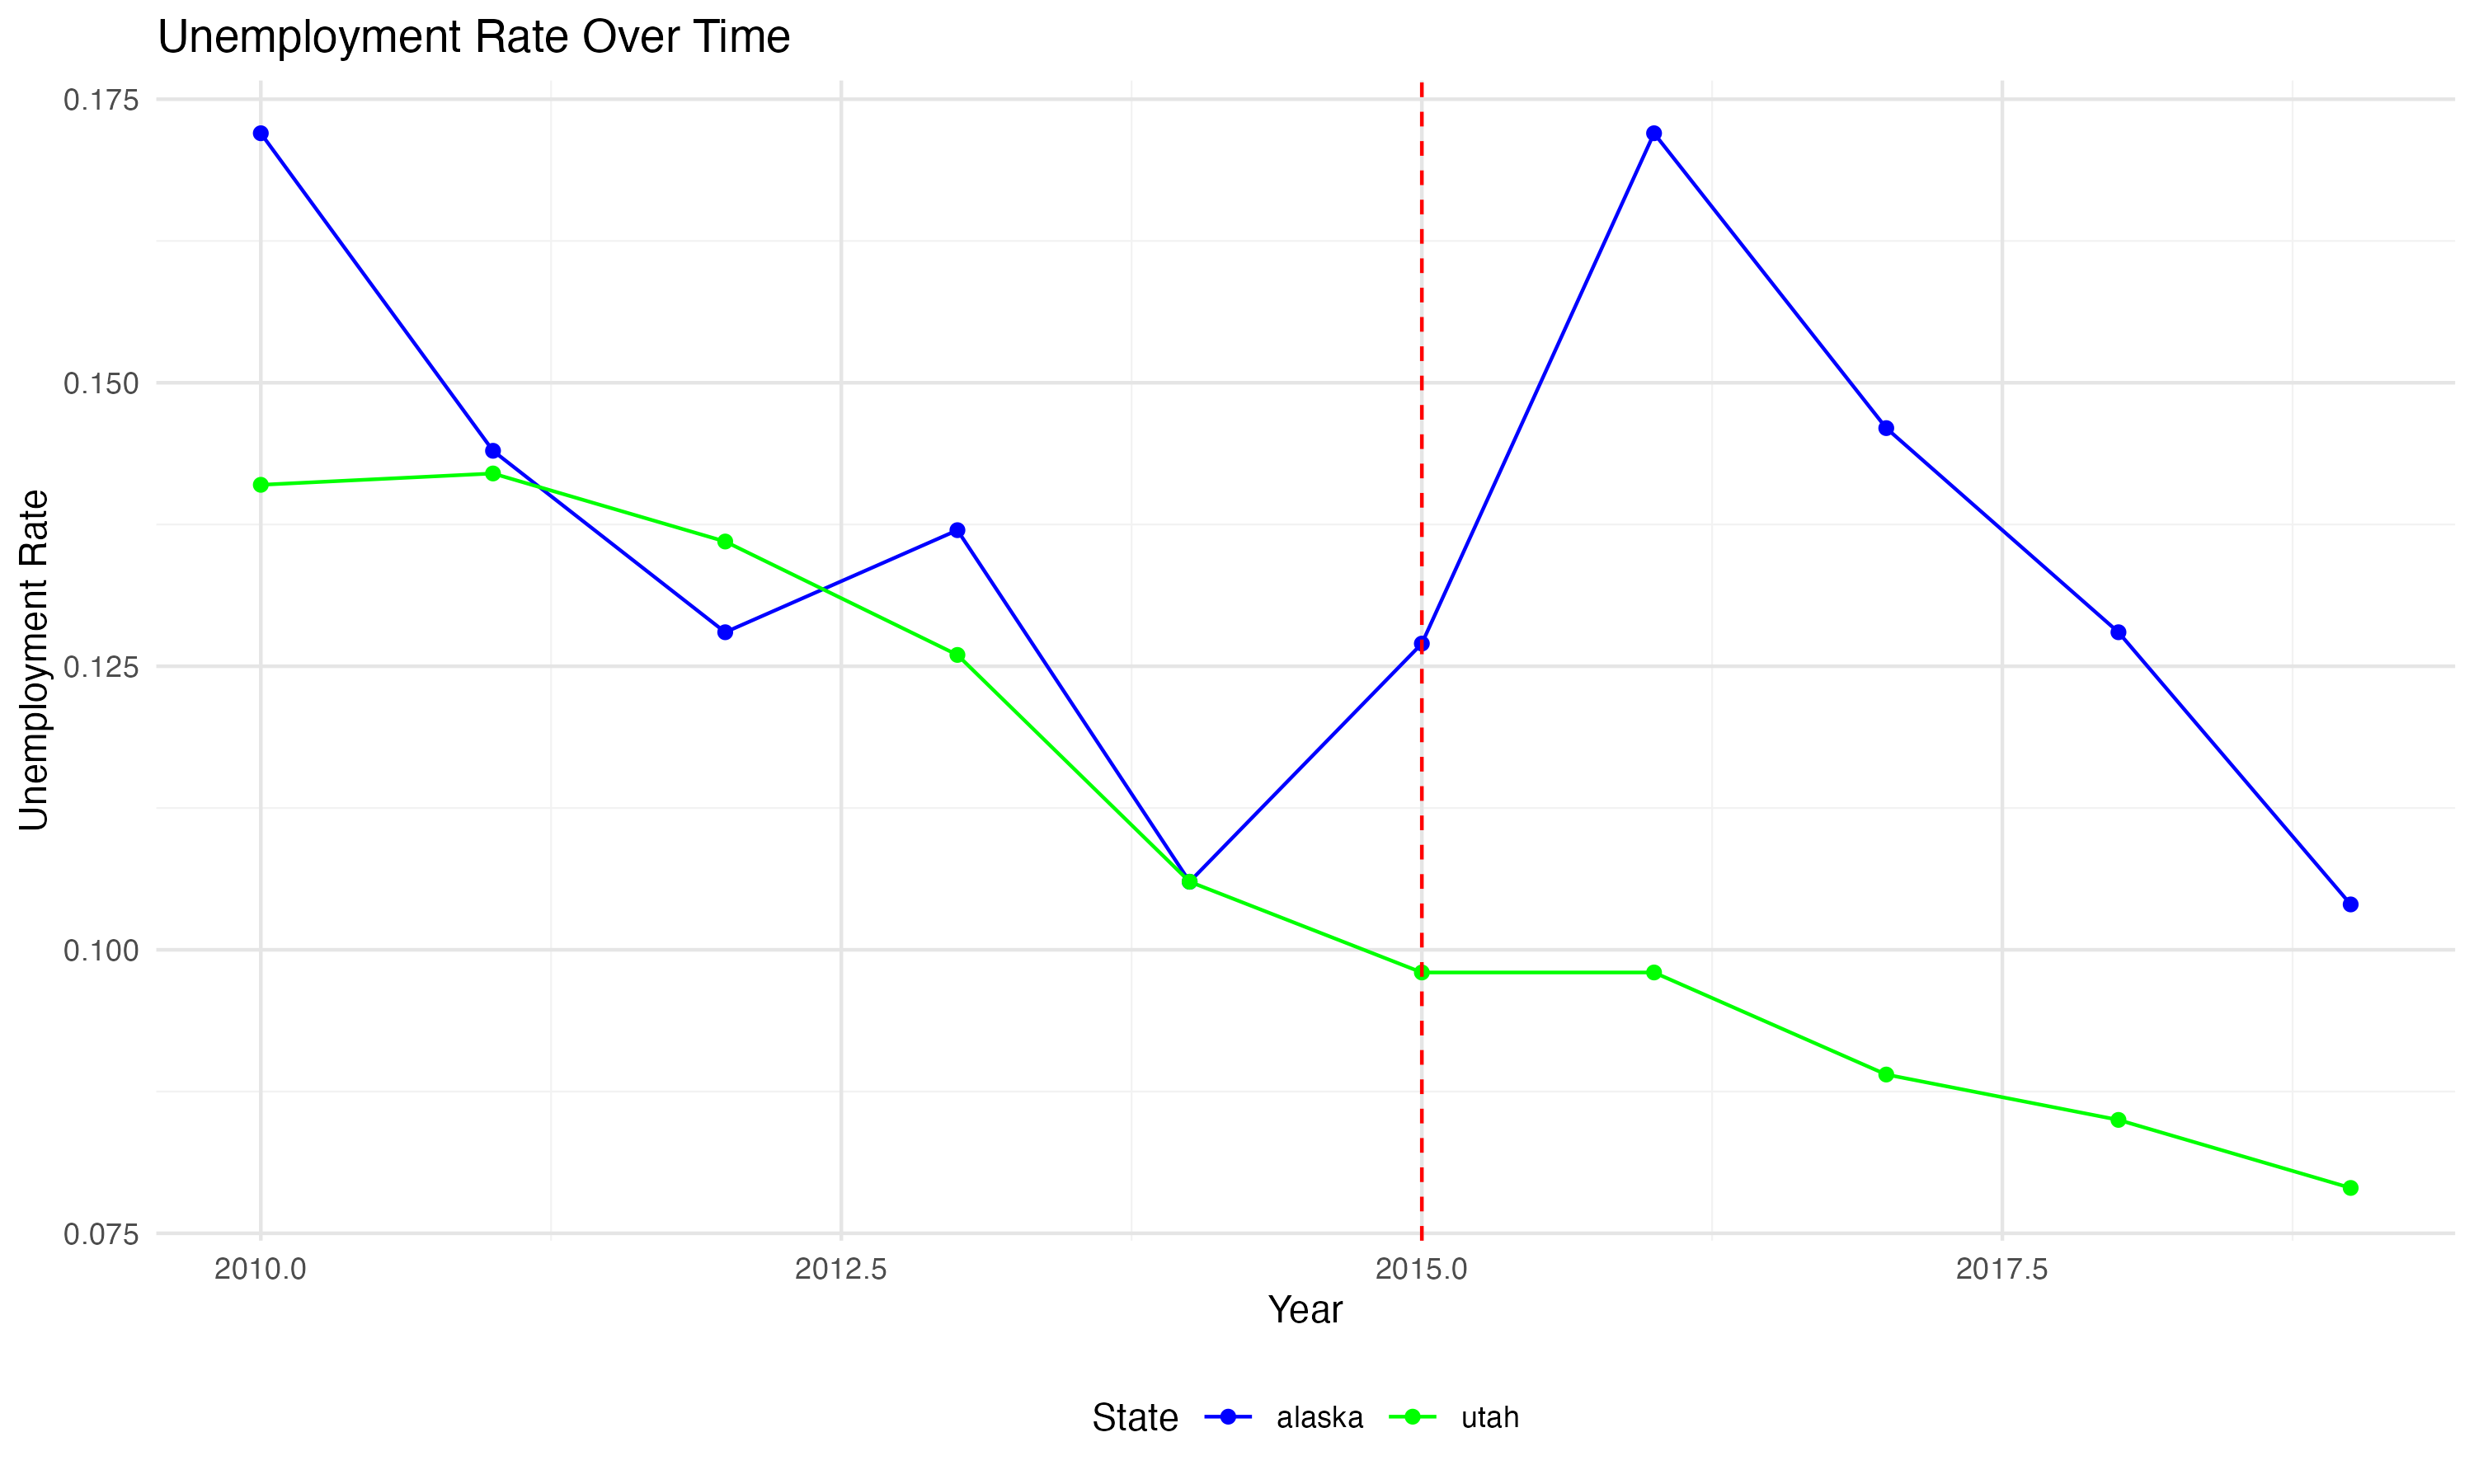 Unemployment Rate Over Time
Unemployment Rate
0.175
0.150
0.125
0.100
0.075
2010.0 2012.5 2015.0 2017.5
Year
State alaska utah